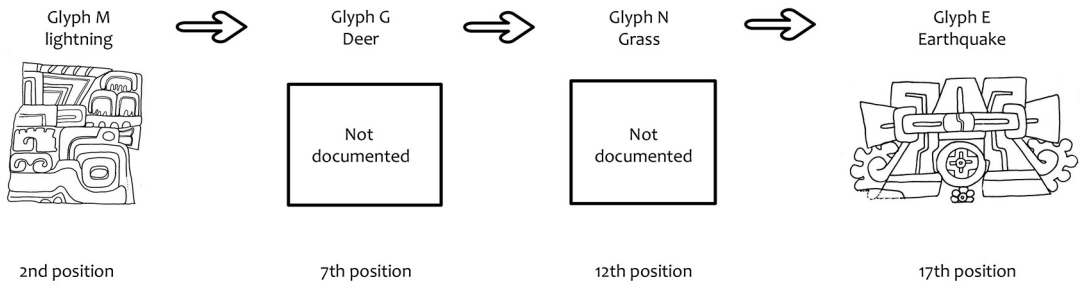 Glyph M
lightning
Glyph G
Deer
Glyph N
Grass
Glyph E
Earthquake
Not
documented
Not
documented
2nd position
7th position
12th position
17th position